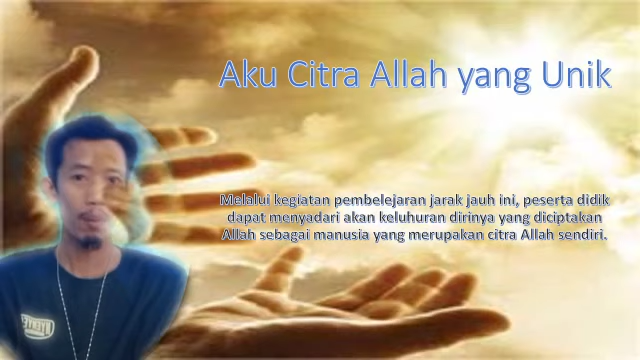 Aku Citra Allah yang Unik
Melalui kegiatan pembelejaran jarak jauh ini, peserta didik
dapat menyadari akan keluhuran dirinya yang diciptakan
Allah sebagai manusia yang merupakan citra Allah sendiri.